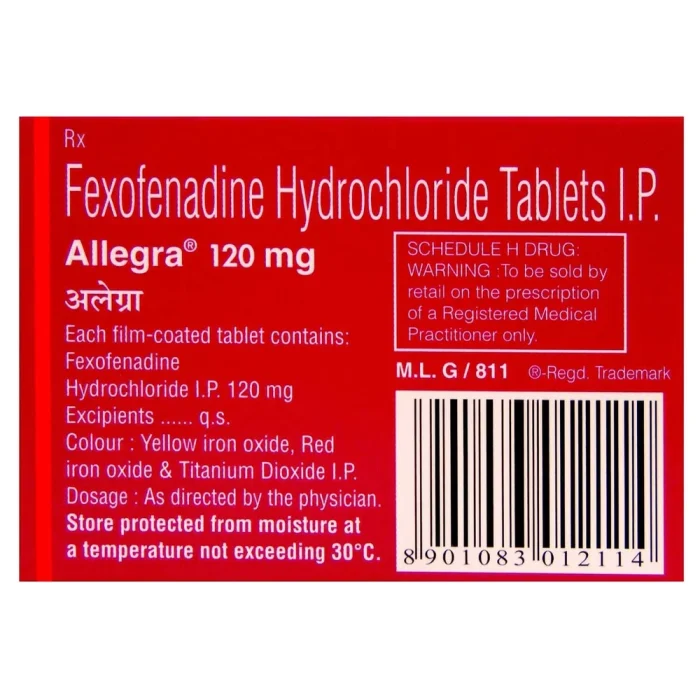 Rx
Fexofenadine Hydrochloride Tablets I.P.
Allegra® 120 mg
अलेग्रा
Each film-coated tablet contains:
Fexofenadine
Hydrochloride I.P. 120 mg
Excipients ...... q.s.
Colour : Yellow iron oxide, Red
iron oxide & Titanium Dioxide I.P.
Dosage : As directed by the physician.
Store protected from moisture at
a temperature not exceeding 30°C.
SCHEDULE H DRUG:
WARNING :To be sold by
retail on the prescription
of a Registered Medical
Practitioner only.
M.L. G / 811 ®-Regd. Trademark
8 901083 012114